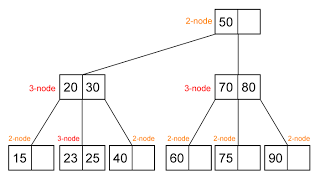 2-node 50
3-node 20 30 3-node 70 80
2-node 3-node 2-node 2-node 2-node 2-node
15 23 25 40 60 75 90